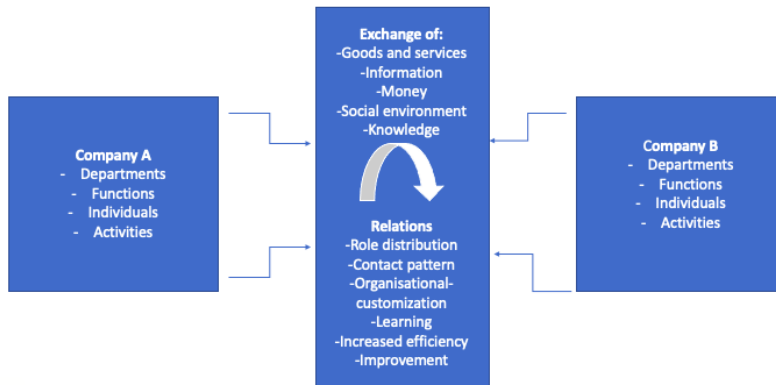 Company A
- Departments
- Functions
- Individuals
- Activities
Exchange of:
-Goods and services
-Information
-Money
-Social environment
-Knowledge
Relations
-Role distribution
-Contact pattern
-Organisational-
customization
-Learning
-Increased efficiency
-Improvement
Company B
- Departments
- Functions
- Individuals
- Activities